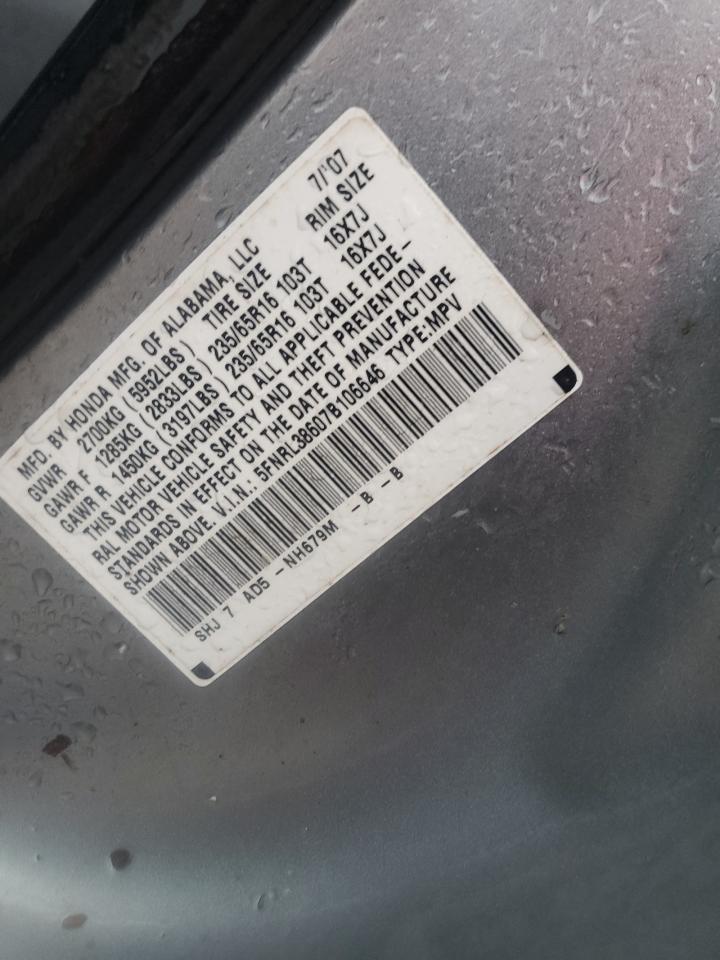 MFD. BY HONDA MFG. OF ALABAMA, LLC 7/'07
GVWR 2700KG (5952LBS) TIRE SIZE RIM SIZE
GAWR F 1285KG (2833LBS) 235/65R16 103T 16X7J
GAWR R 1450KG (3197LBS) 235/65R16 103T 16X7J
THIS VEHICLE CONFORMS TO ALL APPLICABLE FEDE-
RAL MOTOR VEHICLE SAFETY AND THEFT PREVENTION
STANDARDS IN EFFECT ON THE DATE OF MANUFACTURE
SHOWN ABOVE. V.I.N.: 5FNRL38607B106646 TYPE:MPV
SHJ 7 AD5 -NH679M -B -B